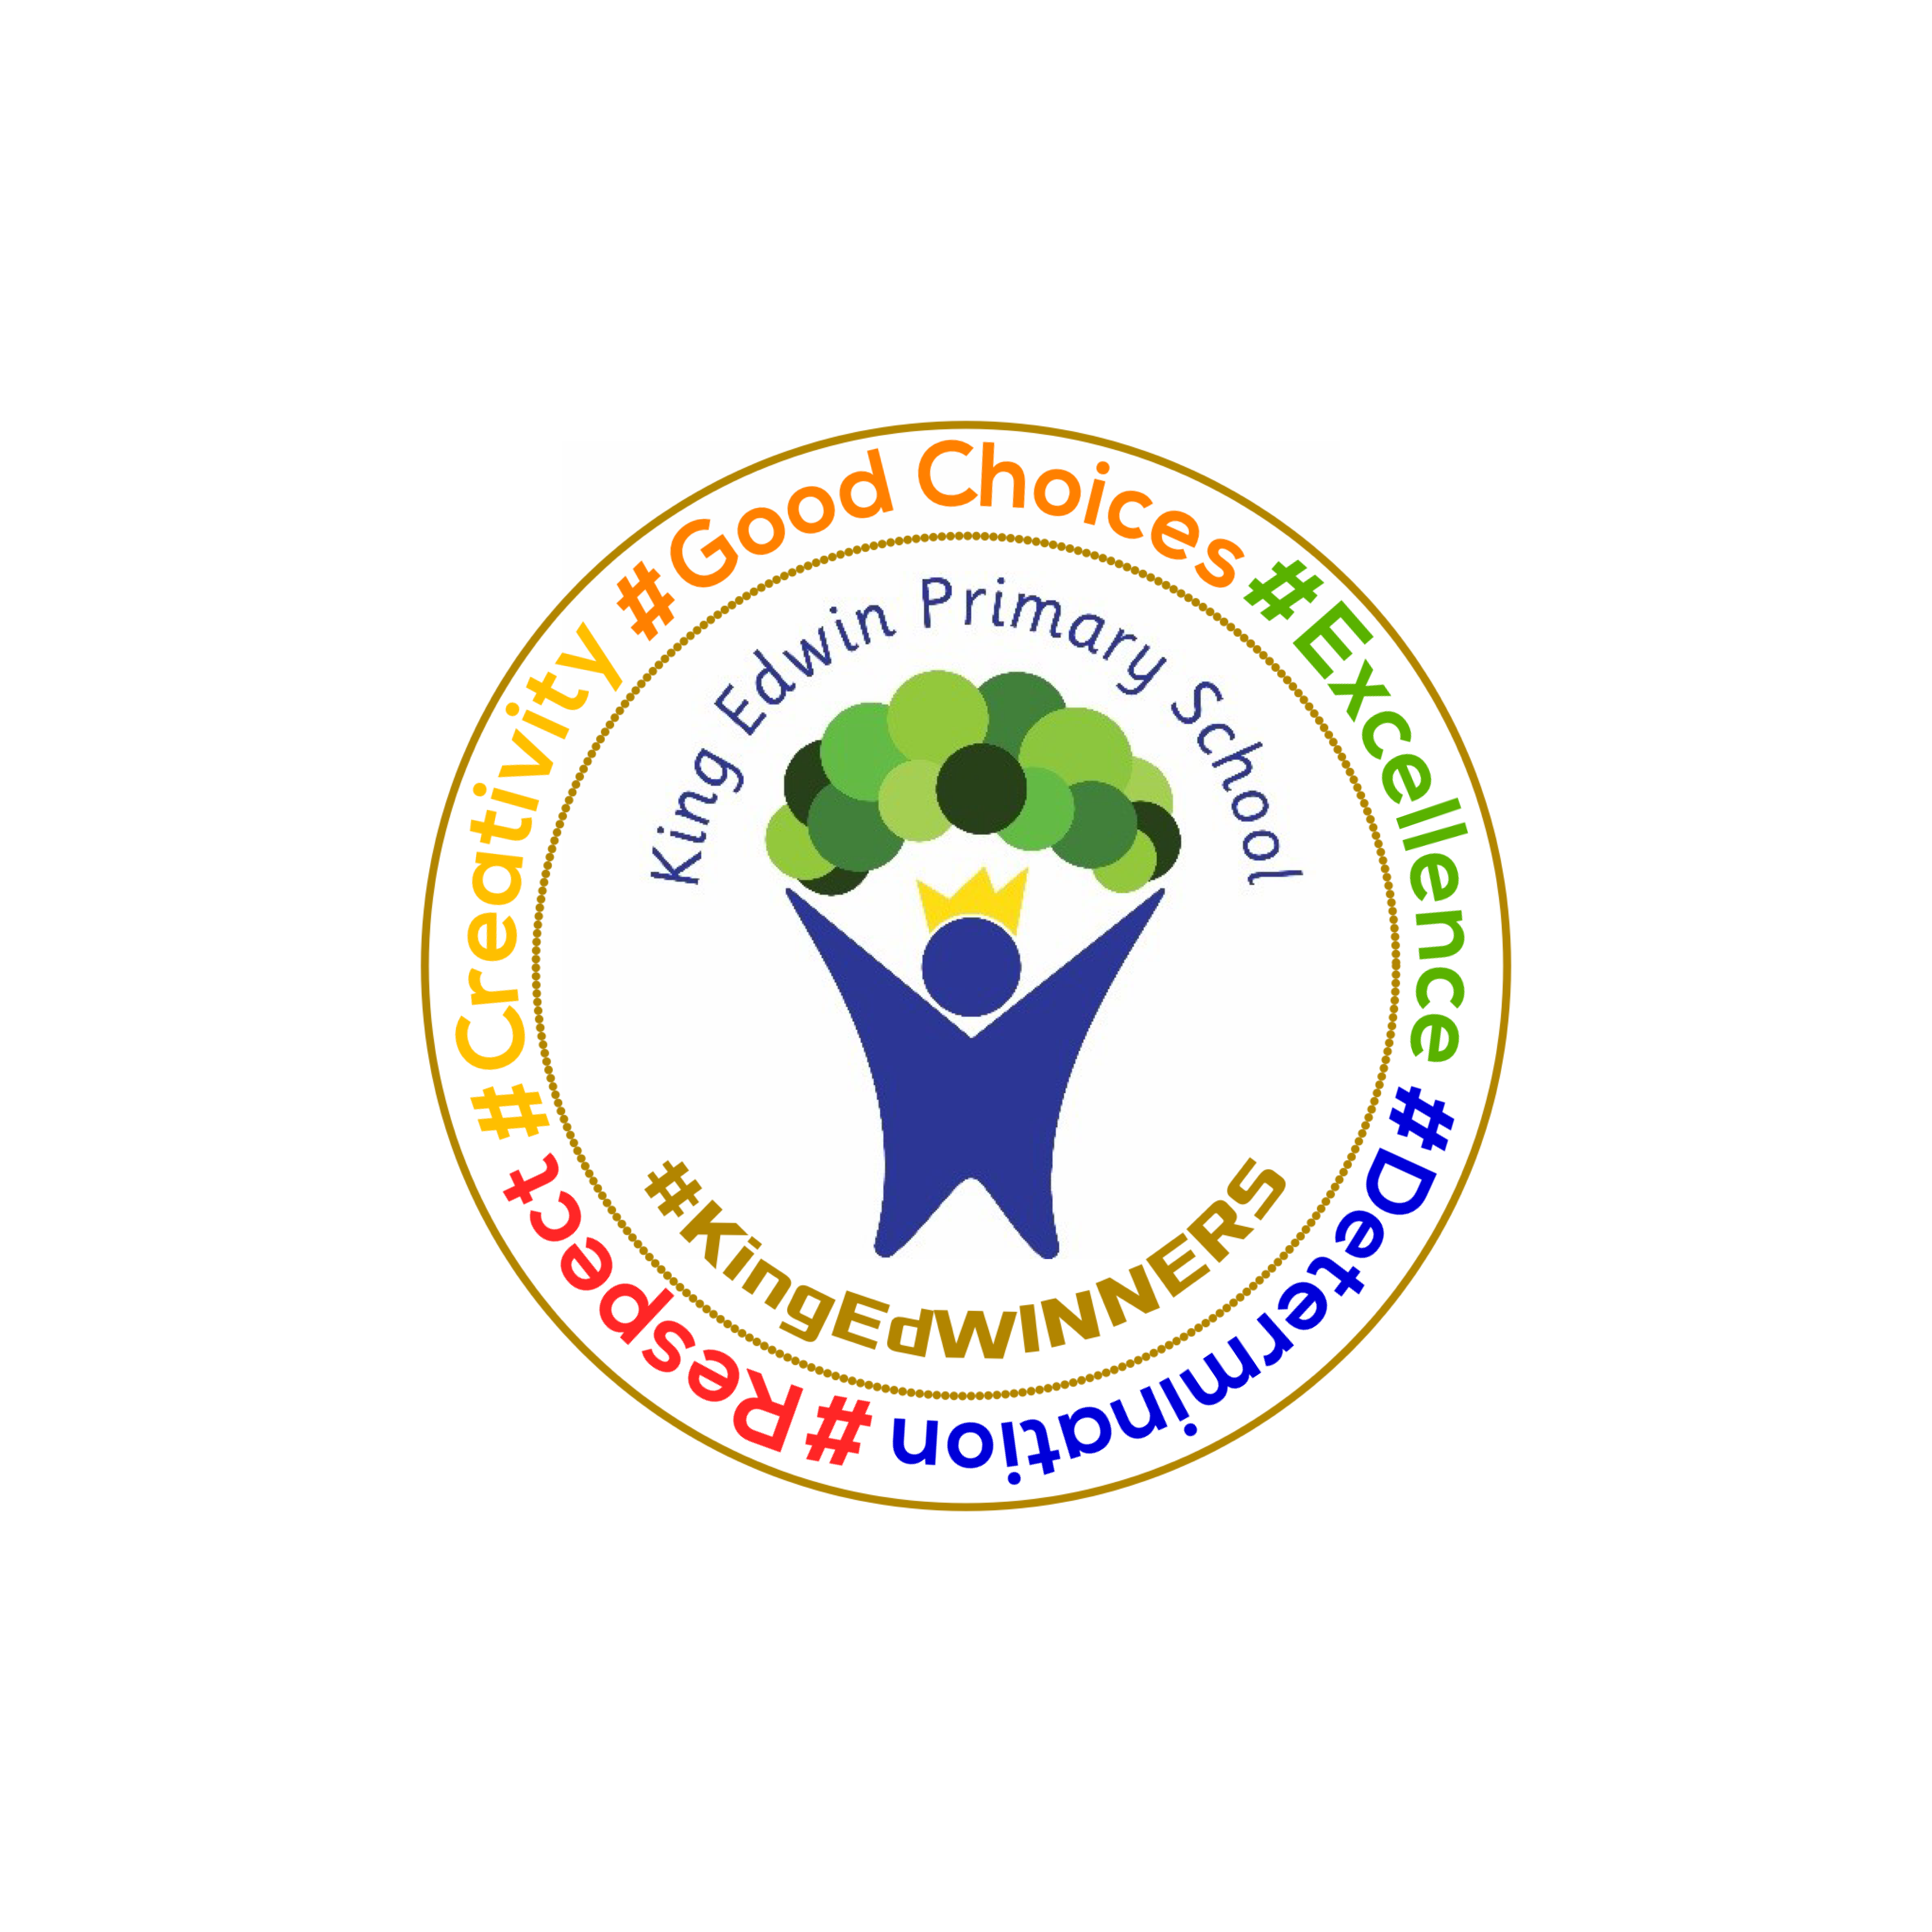 #Good Choices
#Excellence
#Determination
#Respect
#Creativity
King Edwin Primary School
#KingEdwINNERS